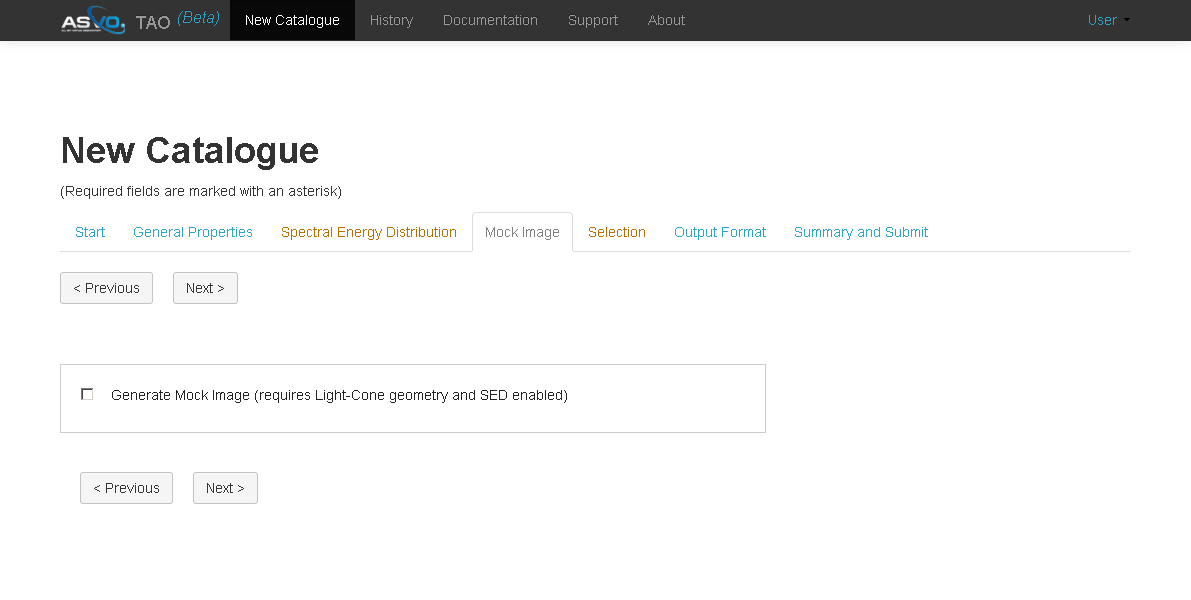 ASVO. TAO (Beta) New Catalogue History Documentation Support About User
New Catalogue
(Required fields are marked with an asterisk)
Start General Properties Spectral Energy Distribution Mock Image Selection Output Format Summary and Submit
< Previous Next >
Generate Mock Image (requires Light-Cone geometry and SED enabled)
< Previous Next >